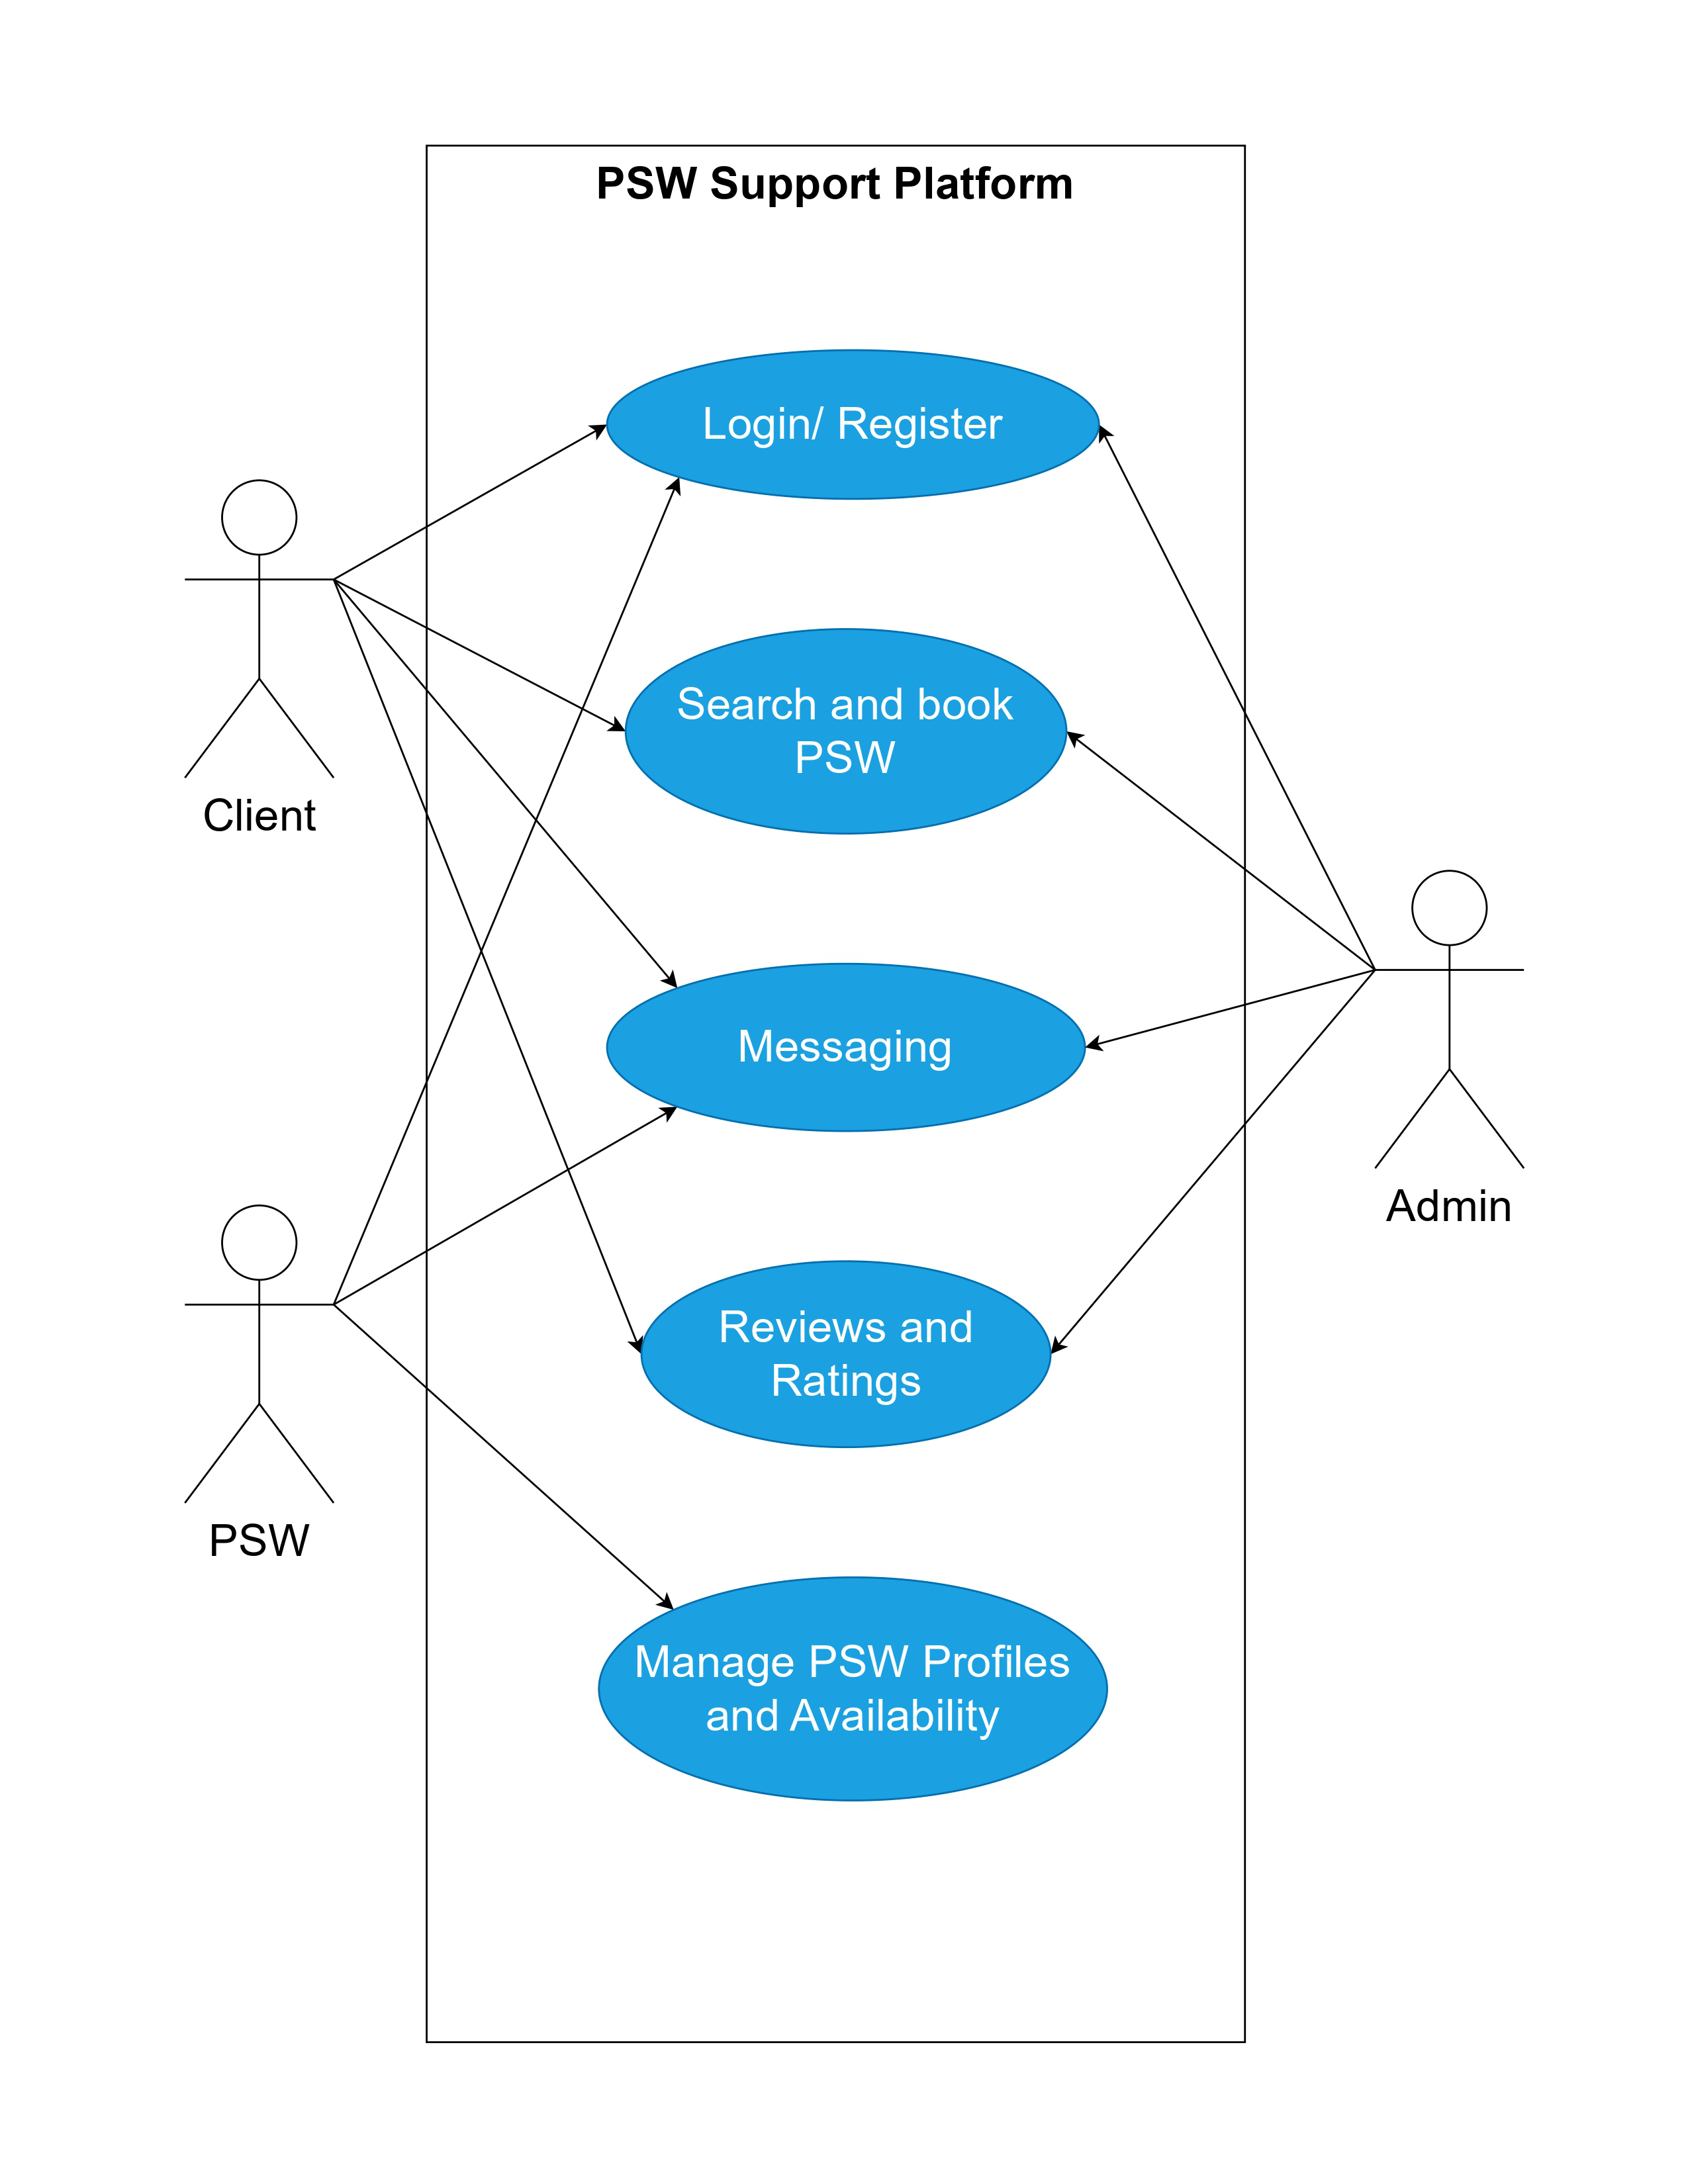 PSW Support Platform
Login/ Register
Search and book
PSW
Client
Messaging
Admin
Reviews and
Ratings
PSW
Manage PSW Profiles
and Availability